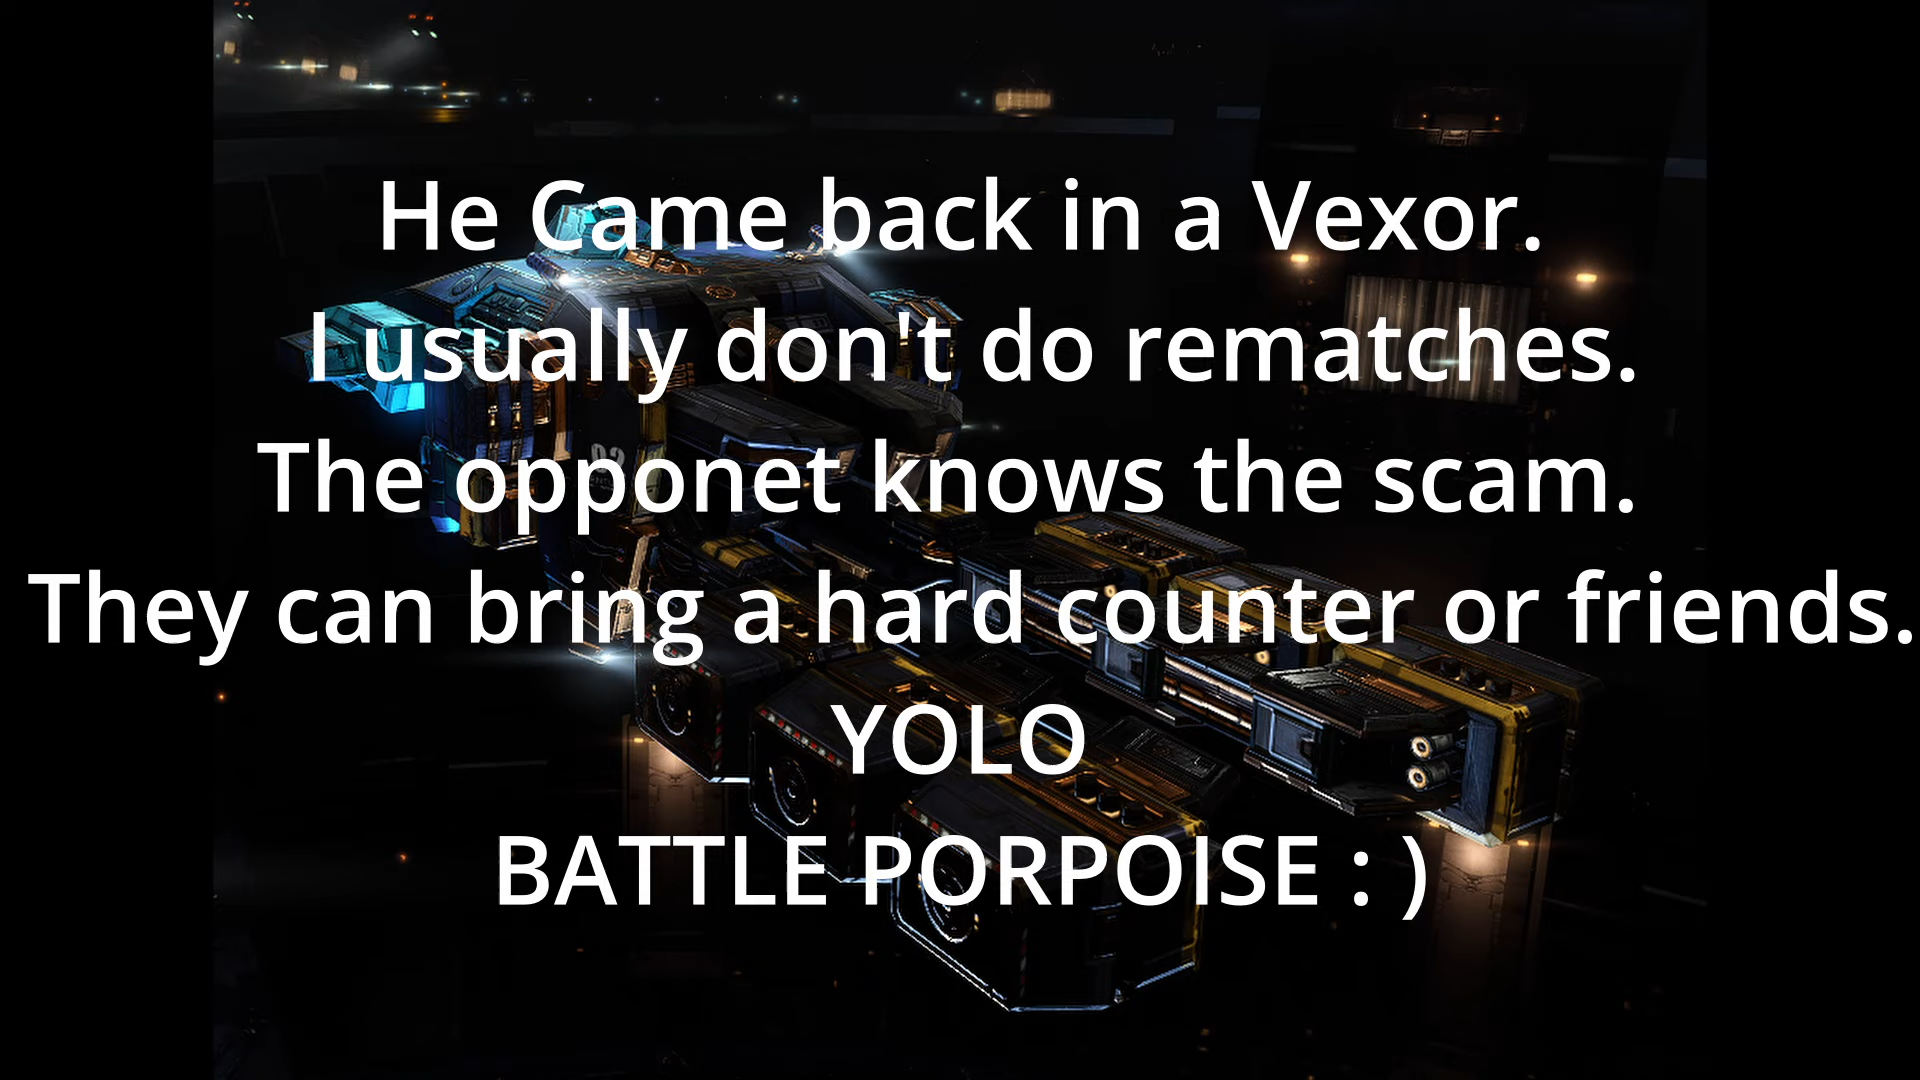 He Came back in a Vexor.
I usually don't do rematches.
The opponet knows the scam.
They can bring a hard counter or friends.
YOLO
BATTLE PORPOISE : )